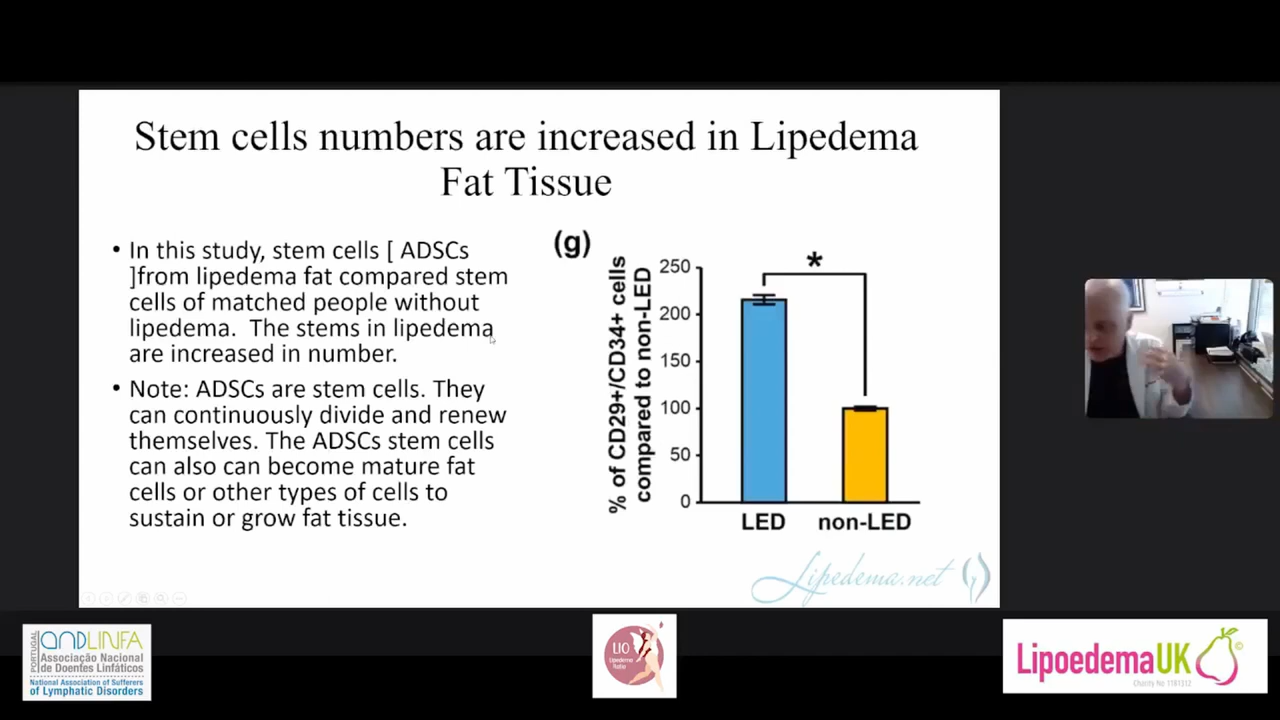 Stem cells numbers are increased in Lipedema
Fat Tissue
• In this study, stem cells [ ADSCs
]from lipedema fat compared stem
cells of matched people without
lipedema.  The stems in lipedema
are increased in number.
• Note: ADSCs are stem cells. They
can continuously divide and renew
themselves. The ADSCs stem cells
can also can become mature fat
cells or other types of cells to
sustain or grow fat tissue.
(g)
% of CD29+/CD34+ cells
compared to non-LED
250
200
150
100
50
0
*
LED
non-LED
Lipedema.net
PORTUGAL
andLINFA
Associação Nacional
de Doentes Linfáticos
National Association of Sufferers
of Lymphatic Disorders
LIO
Lipedema
LipoedemaUK
©
Charity No 1181312